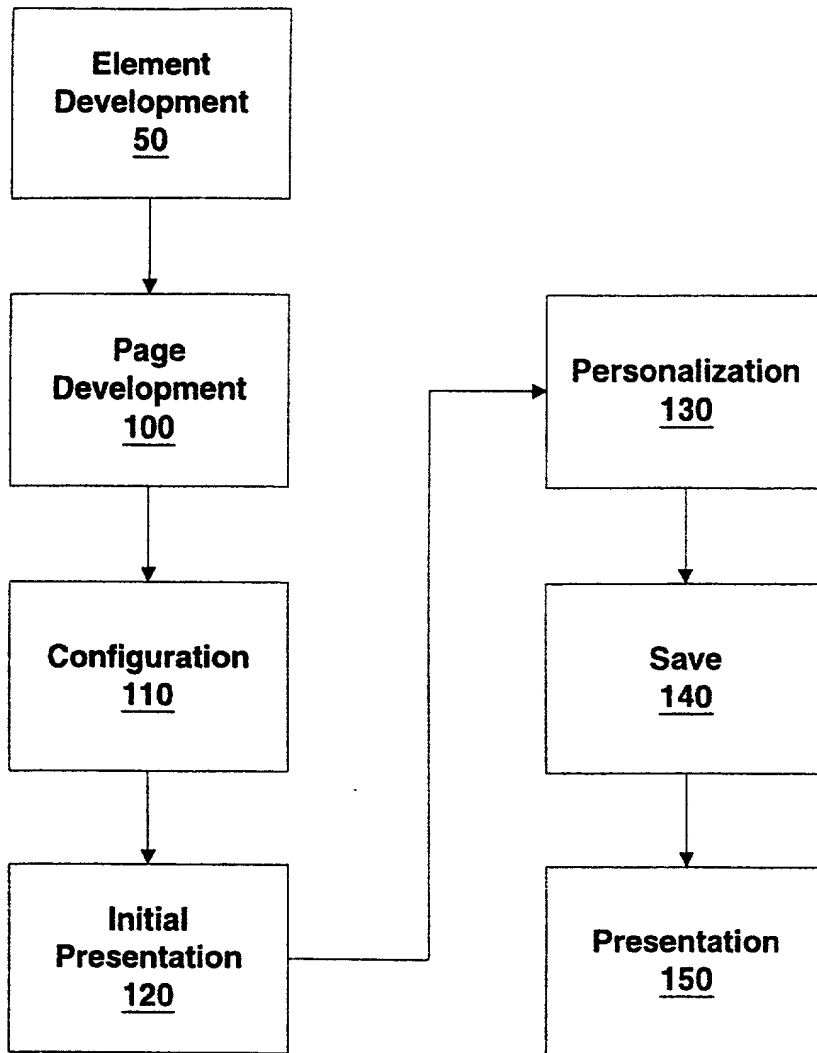 Element
Development
50
Page
Development
100
Configuration
110
Initial
Presentation
120
Personalization
130
Save
140
Presentation
150